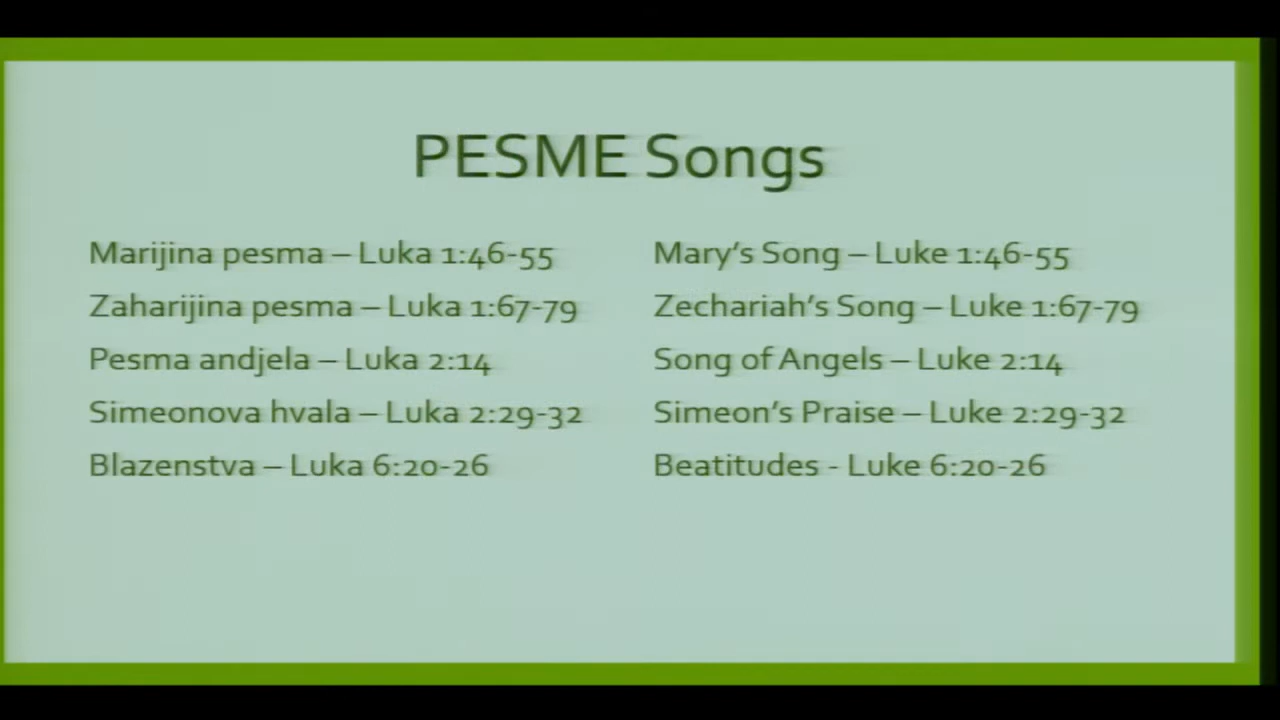 PESME Songs
Marijina pesma – Luka 1:46-55
Zaharijina pesma – Luka 1:67-79
Pesma andjela – Luka 2:14
Simeonova hvala – Luka 2:29-32
Blazenstva – Luka 6:20-26
Mary's Song – Luke 1:46-55
Zechariah's Song – Luke 1:67-79
Song of Angels – Luke 2:14
Simeon's Praise – Luke 2:29-32
Beatitudes - Luke 6:20-26